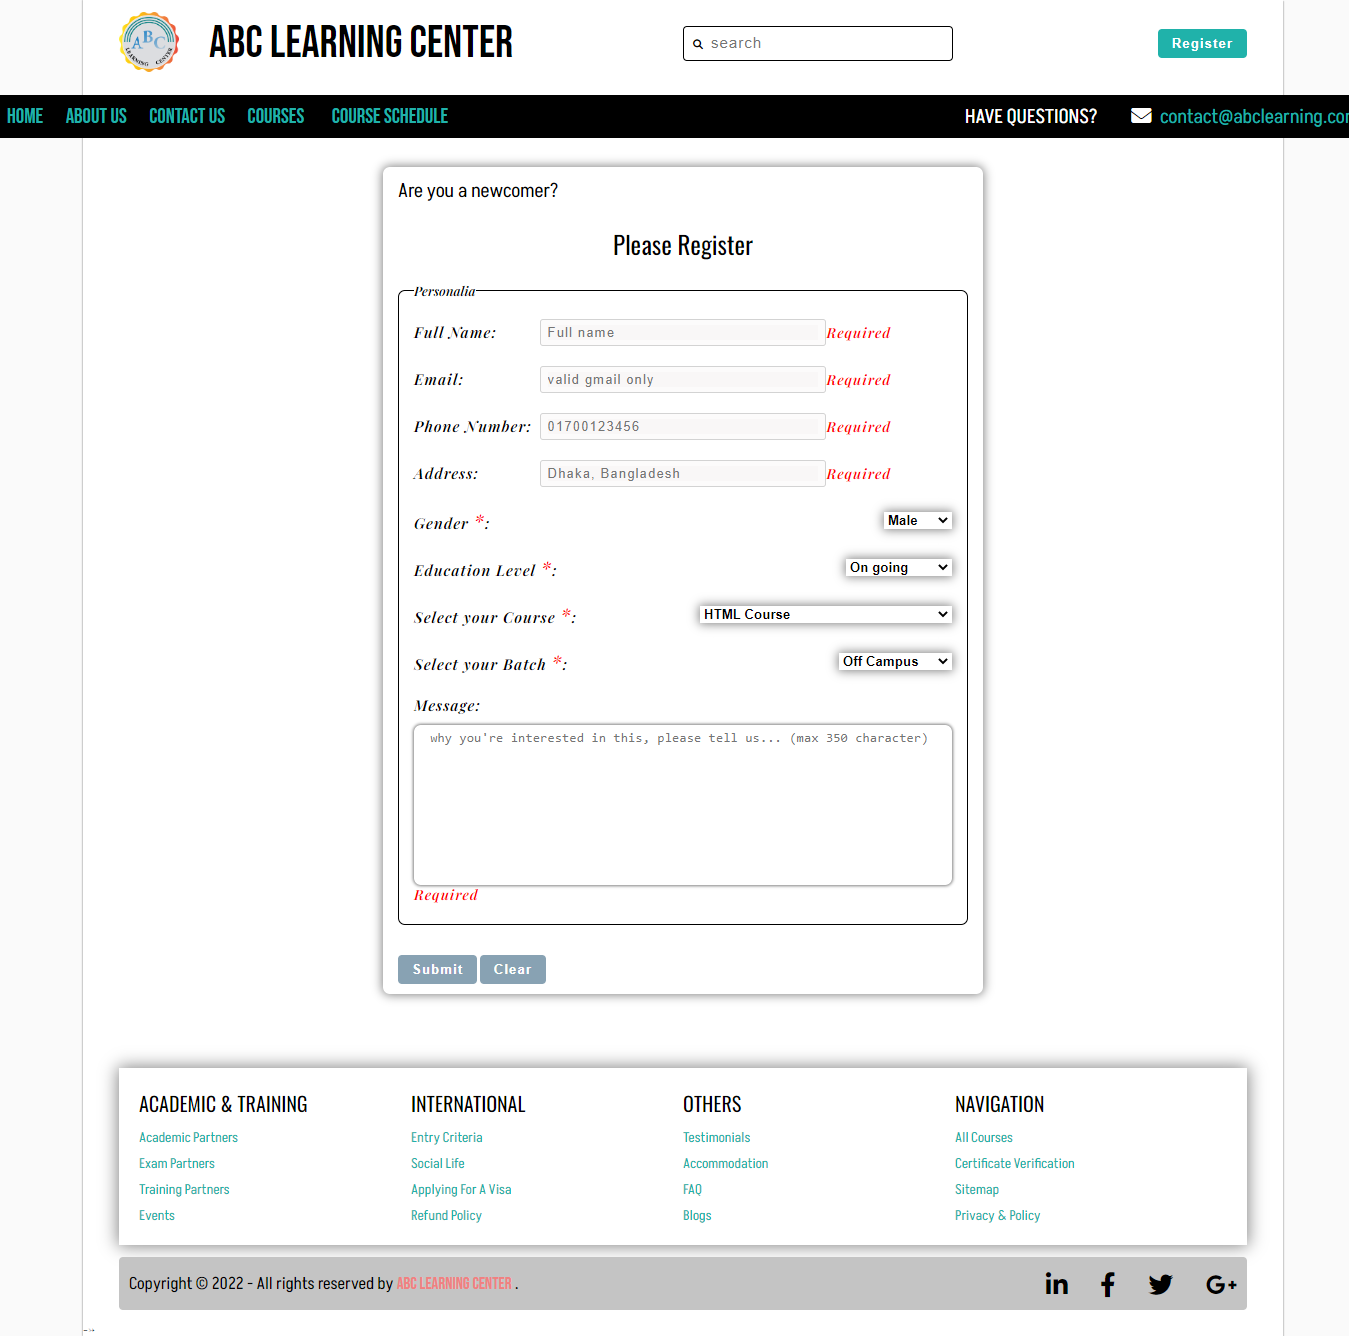 ABC
LEARNING CENTER
ABC LEARNING CENTER
search
Register
HOME ABOUT US CONTACT US COURSES COURSE SCHEDULE HAVE QUESTIONS? contact@abclearning.co
Are you a newcomer?
Please Register
Personalia
Full Name: Full name Required
Email: valid gmail only Required
Phone Number: 01700123456 Required
Address: Dhaka, Bangladesh Required
Gender *: Male
Education Level *: On going
Select your Course *: HTML Course
Select your Batch *: Off Campus
Message:
why you're interested in this, please tell us... (max 350 character)
Required
Submit Clear
ACADEMIC & TRAINING INTERNATIONAL OTHERS NAVIGATION
Academic Partners Entry Criteria Testimonials All Courses
Exam Partners Social Life Accommodation Certificate Verification
Training Partners Applying For A Visa FAQ Sitemap
Events Refund Policy Blogs Privacy & Policy
Copyright © 2022 - All rights reserved by ABC LEARNING CENTER .
in f G+
-->